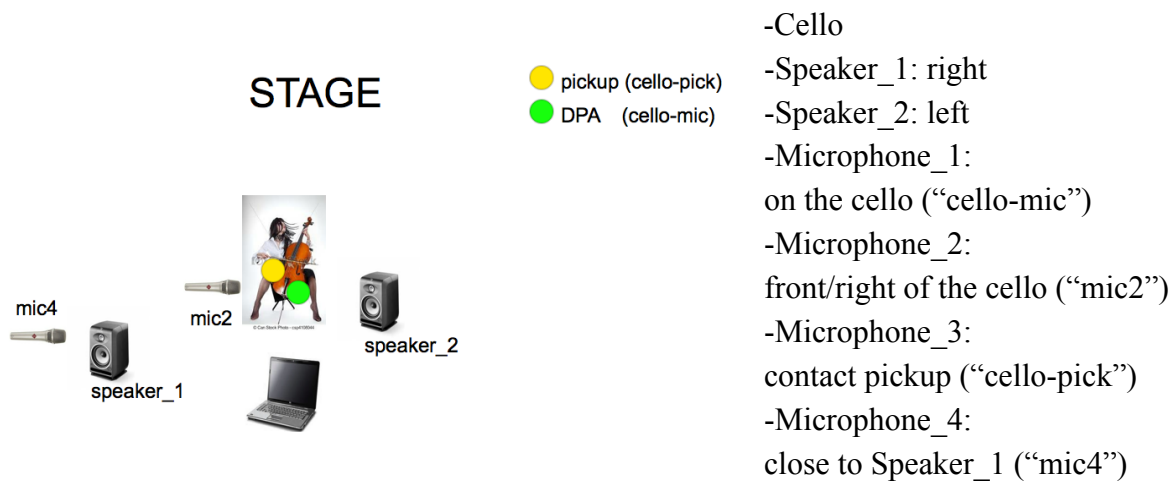 STAGE
pickup (cello-pick)
DPA (cello-mic)
mic4
mic2
speaker_1
speaker_2
-Cello
-Speaker_1: right
-Speaker_2: left
-Microphone_1:
on the cello (“cello-mic”)
-Microphone_2:
front/right of the cello (“mic2”)
-Microphone_3:
contact pickup (“cello-pick”)
-Microphone_4:
close to Speaker_1 (“mic4”)